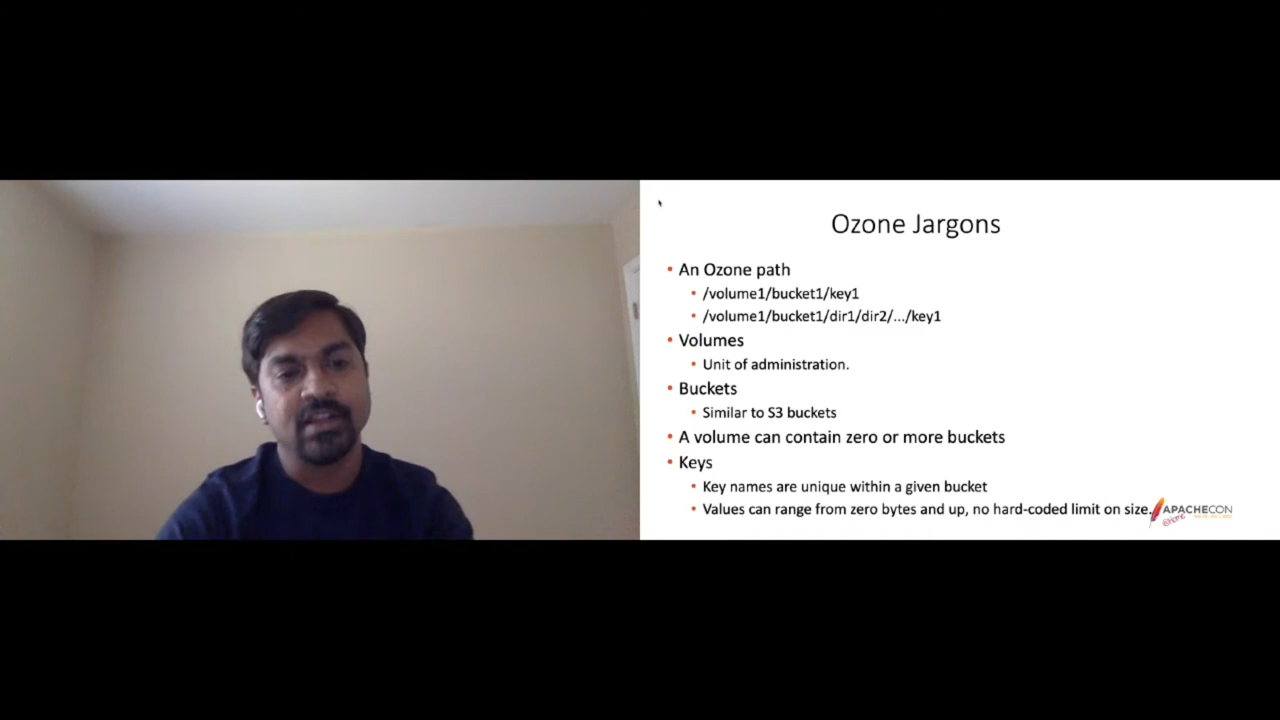 Ozone Jargons
• An Ozone path
• /volume1/bucket1/key1
• /volume1/bucket1/dir1/dir2/.../key1
• Volumes
• Unit of administration.
• Buckets
• Similar to S3 buckets
• A volume can contain zero or more buckets
• Keys
• Key names are unique within a given bucket
• Values can range from zero bytes and up, no hard-coded limit on size.
APACHECON
@home